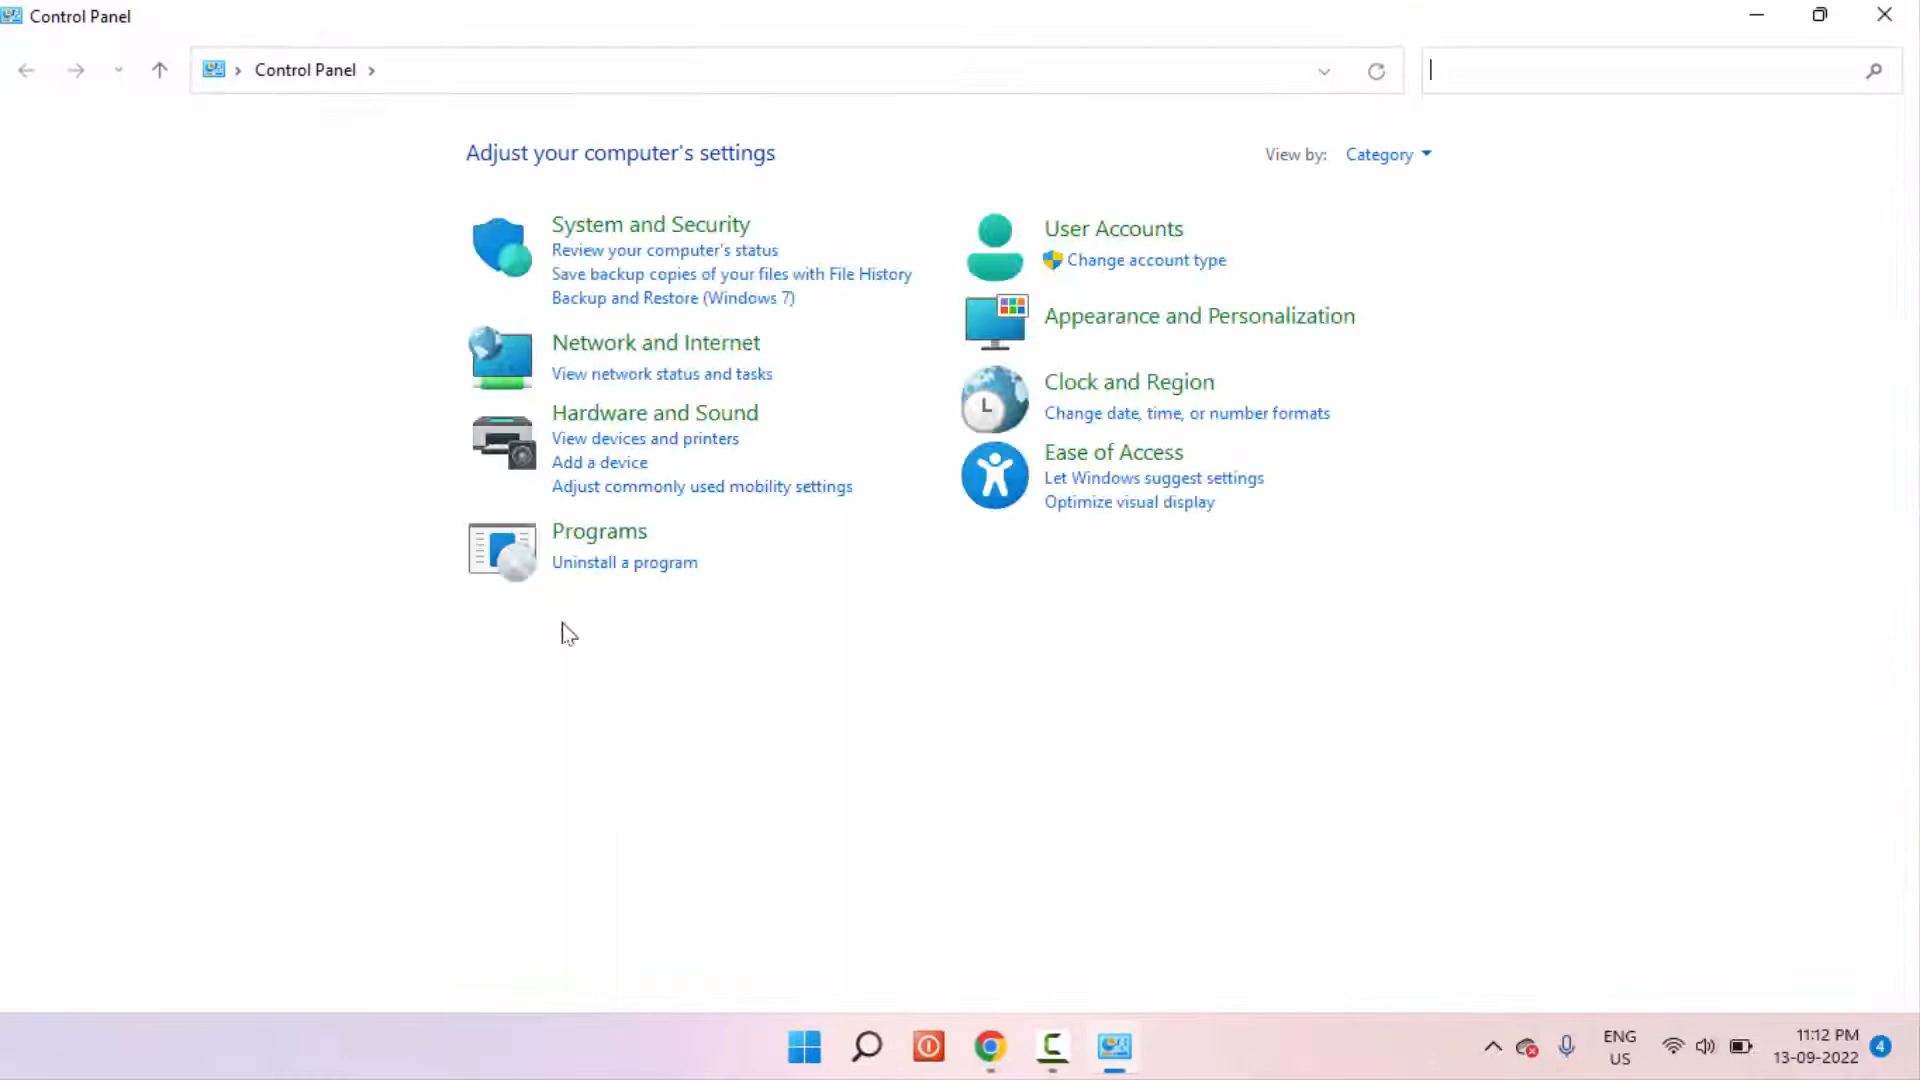 Control Panel
Control Panel
Adjust your computer's settings
View by: Category
System and Security
Review your computer's status
Save backup copies of your files with File History
Backup and Restore (Windows 7)
Network and Internet
View network status and tasks
Hardware and Sound
View devices and printers
Add a device
Adjust commonly used mobility settings
Programs
Uninstall a program
User Accounts
Change account type
Appearance and Personalization
Clock and Region
Change date, time, or number formats
Ease of Access
Let Windows suggest settings
Optimize visual display
ENG
US
11:12 PM
13-09-2022
4